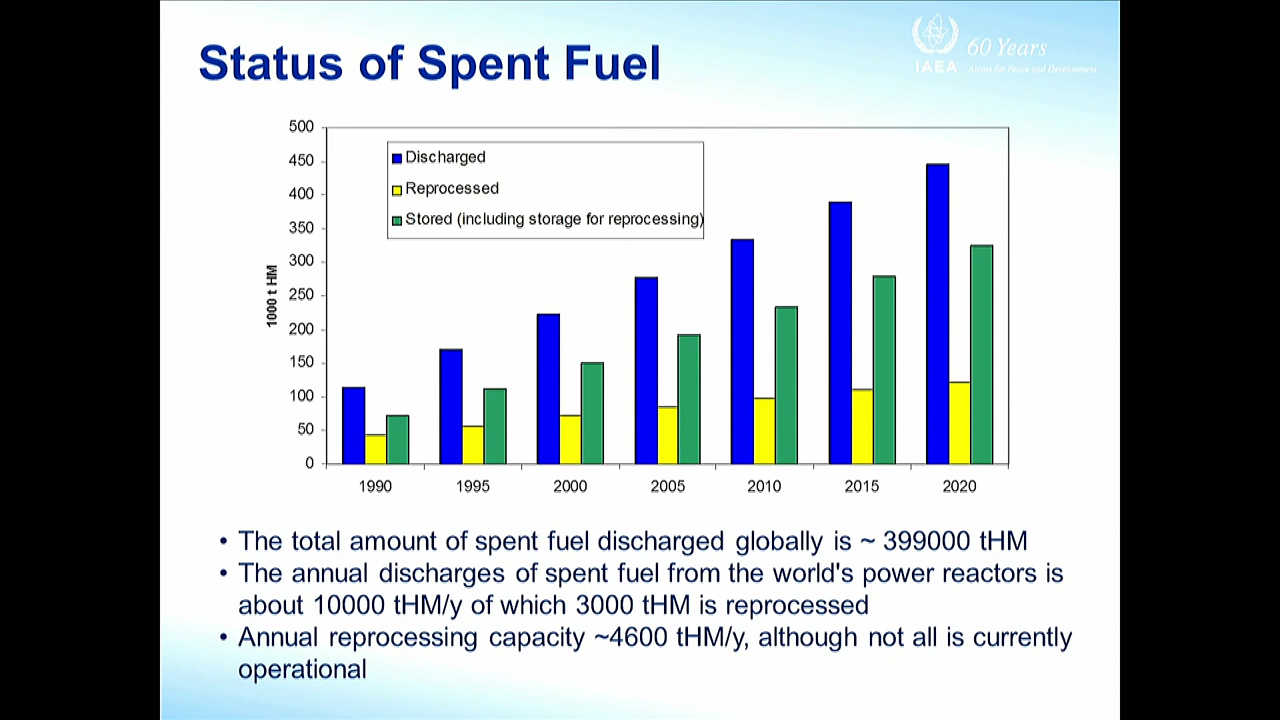 Status of Spent Fuel
60 Years
IAEA Atoms for Peace and Development
500
450
400
350
300
250
200
150
100
50
0
1000 t HM
Discharged
Reprocessed
Stored (including storage for reprocessing)
1990 1995 2000 2005 2010 2015 2020
• The total amount of spent fuel discharged globally is ~ 399000 tHM
• The annual discharges of spent fuel from the world's power reactors is
about 10000 tHM/y of which 3000 tHM is reprocessed
• Annual reprocessing capacity ~4600 tHM/y, although not all is currently
operational